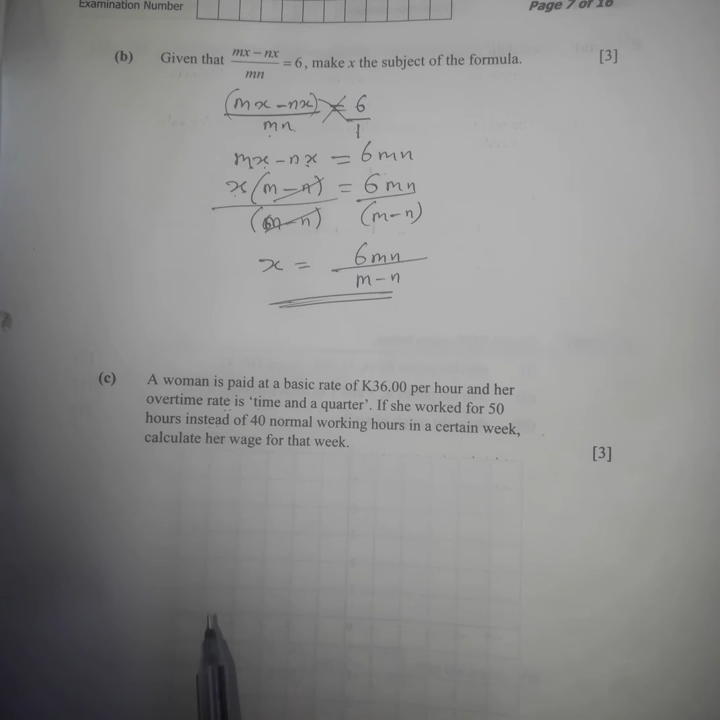 Examination Number
Page 7 of 16
(b) Given that (mx − nx)/mn = 6, make x the subject of the formula. [3]
(mx − nx)/mn = 6/1
mx − nx = 6mn
x(m − n)/(m − n) = 6mn/(m − n)
x = 6mn/(m − n)
(c) A woman is paid at a basic rate of K36.00 per hour and her
overtime rate is ‘time and a quarter’. If she worked for 50
hours instead of 40 normal working hours in a certain week,
calculate her wage for that week.
[3]